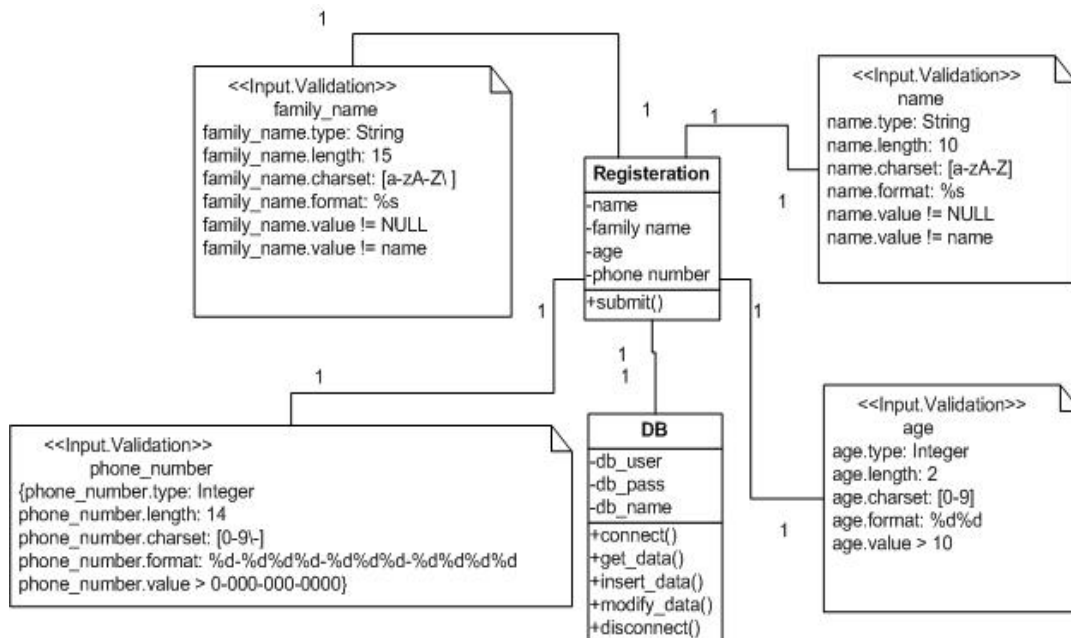 1
<<Input.Validation>>
family_name
family_name.type: String
family_name.length: 15
family_name.charset: [a-zA-Z\ ]
family_name.format: %s
family_name.value != NULL
family_name.value != name
1
Registeration
-name
-family name
-age
-phone number
+submit()
1
<<Input.Validation>>
name
name.type: String
name.length: 10
name.charset: [a-zA-Z]
name.format: %s
name.value != NULL
name.value != name
1
1
1
1
1
1
<<Input.Validation>>
phone_number
{phone_number.type: Integer
phone_number.length: 14
phone_number.charset: [0-9\-]
phone_number.format: %d-%d%d%d-%d%d%d-%d%d%d%d
phone_number.value > 0-000-000-0000}
DB
-db_user
-db_pass
-db_name
+connect()
+get_data()
+insert_data()
+modify_data()
+disconnect()
1
<<Input.Validation>>
age
age.type: Integer
age.length: 2
age.charset: [0-9]
age.format: %d%d
age.value > 10